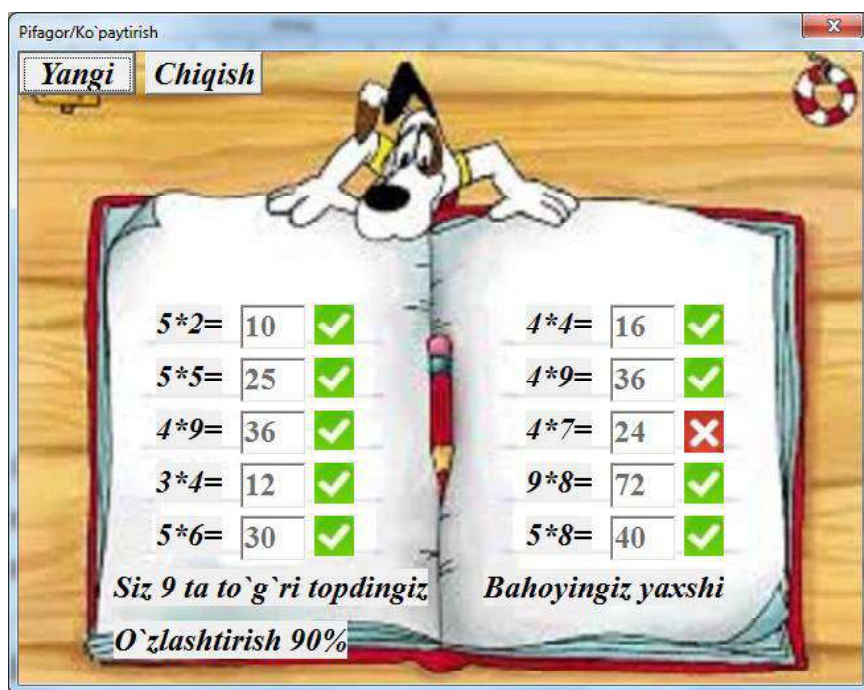 Pifagor/Ko`paytirish
Yangi Chiqish
5*2= 10
5*5= 25
4*9= 36
3*4= 12
5*6= 30
4*4= 16
4*9= 36
4*7= 24
9*8= 72
5*8= 40
Siz 9 ta to`g`ri topdingiz
Bahoyingiz yaxshi
O`zlashtirish 90%